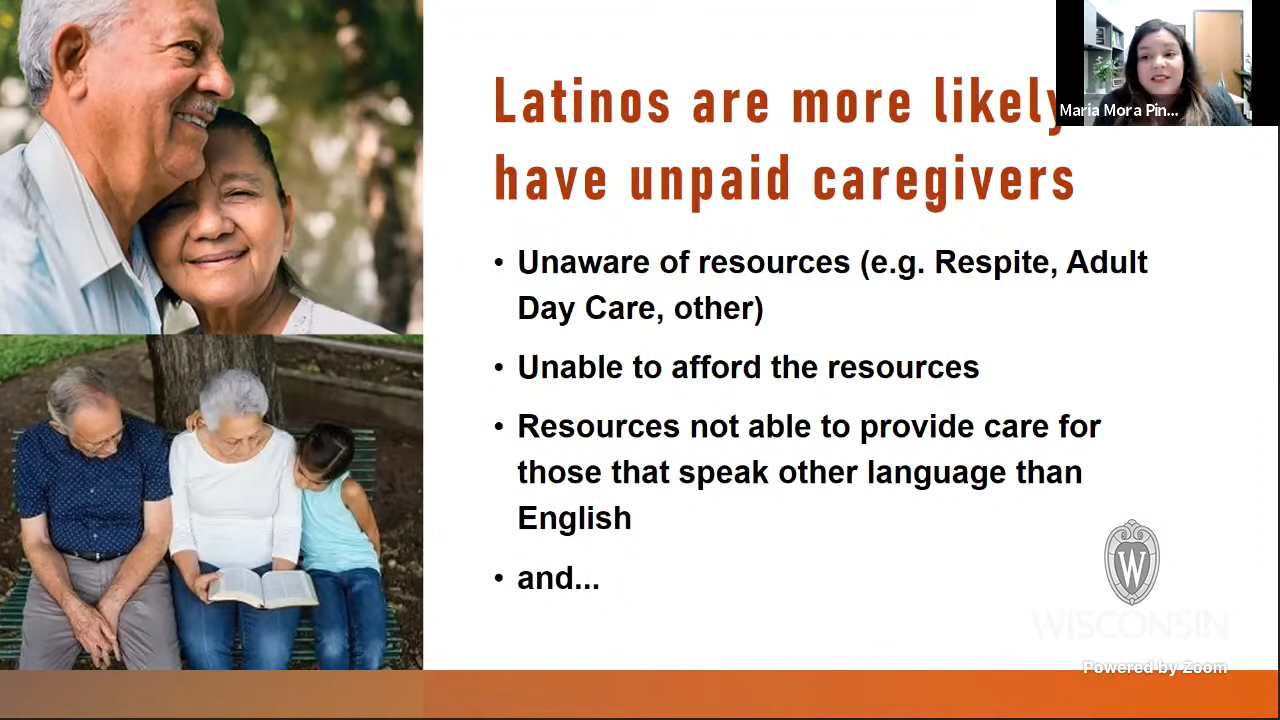 Latinos are more likely
have unpaid caregivers
Maria Mora Pin...
• Unaware of resources (e.g. Respite, Adult
Day Care, other)
• Unable to afford the resources
• Resources not able to provide care for
those that speak other language than
English
• and...
W
WISCONSIN
Powered by Zoom